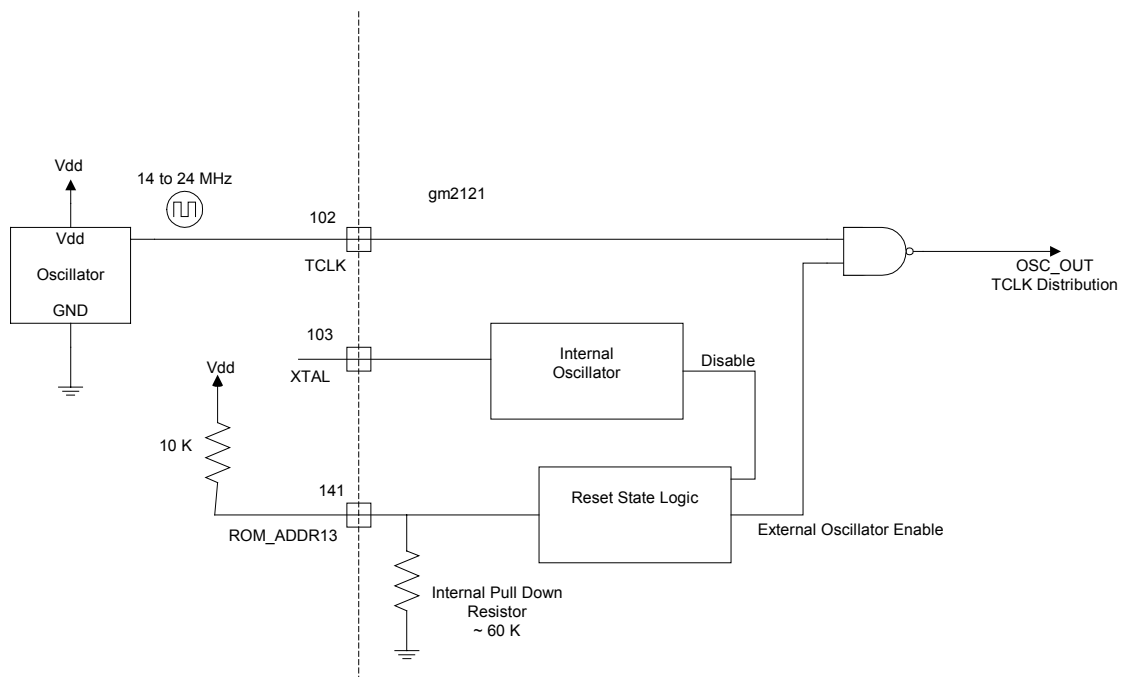 Vdd
14 to 24 MHz
gm2121
Vdd
Oscillator
GND
102
TCLK
OSC_OUT
TCLK Distribution
103
XTAL
Internal
Oscillator
Disable
Vdd
10 K
141
ROM_ADDR13
Reset State Logic
External Oscillator Enable
Internal Pull Down
Resistor
~ 60 K